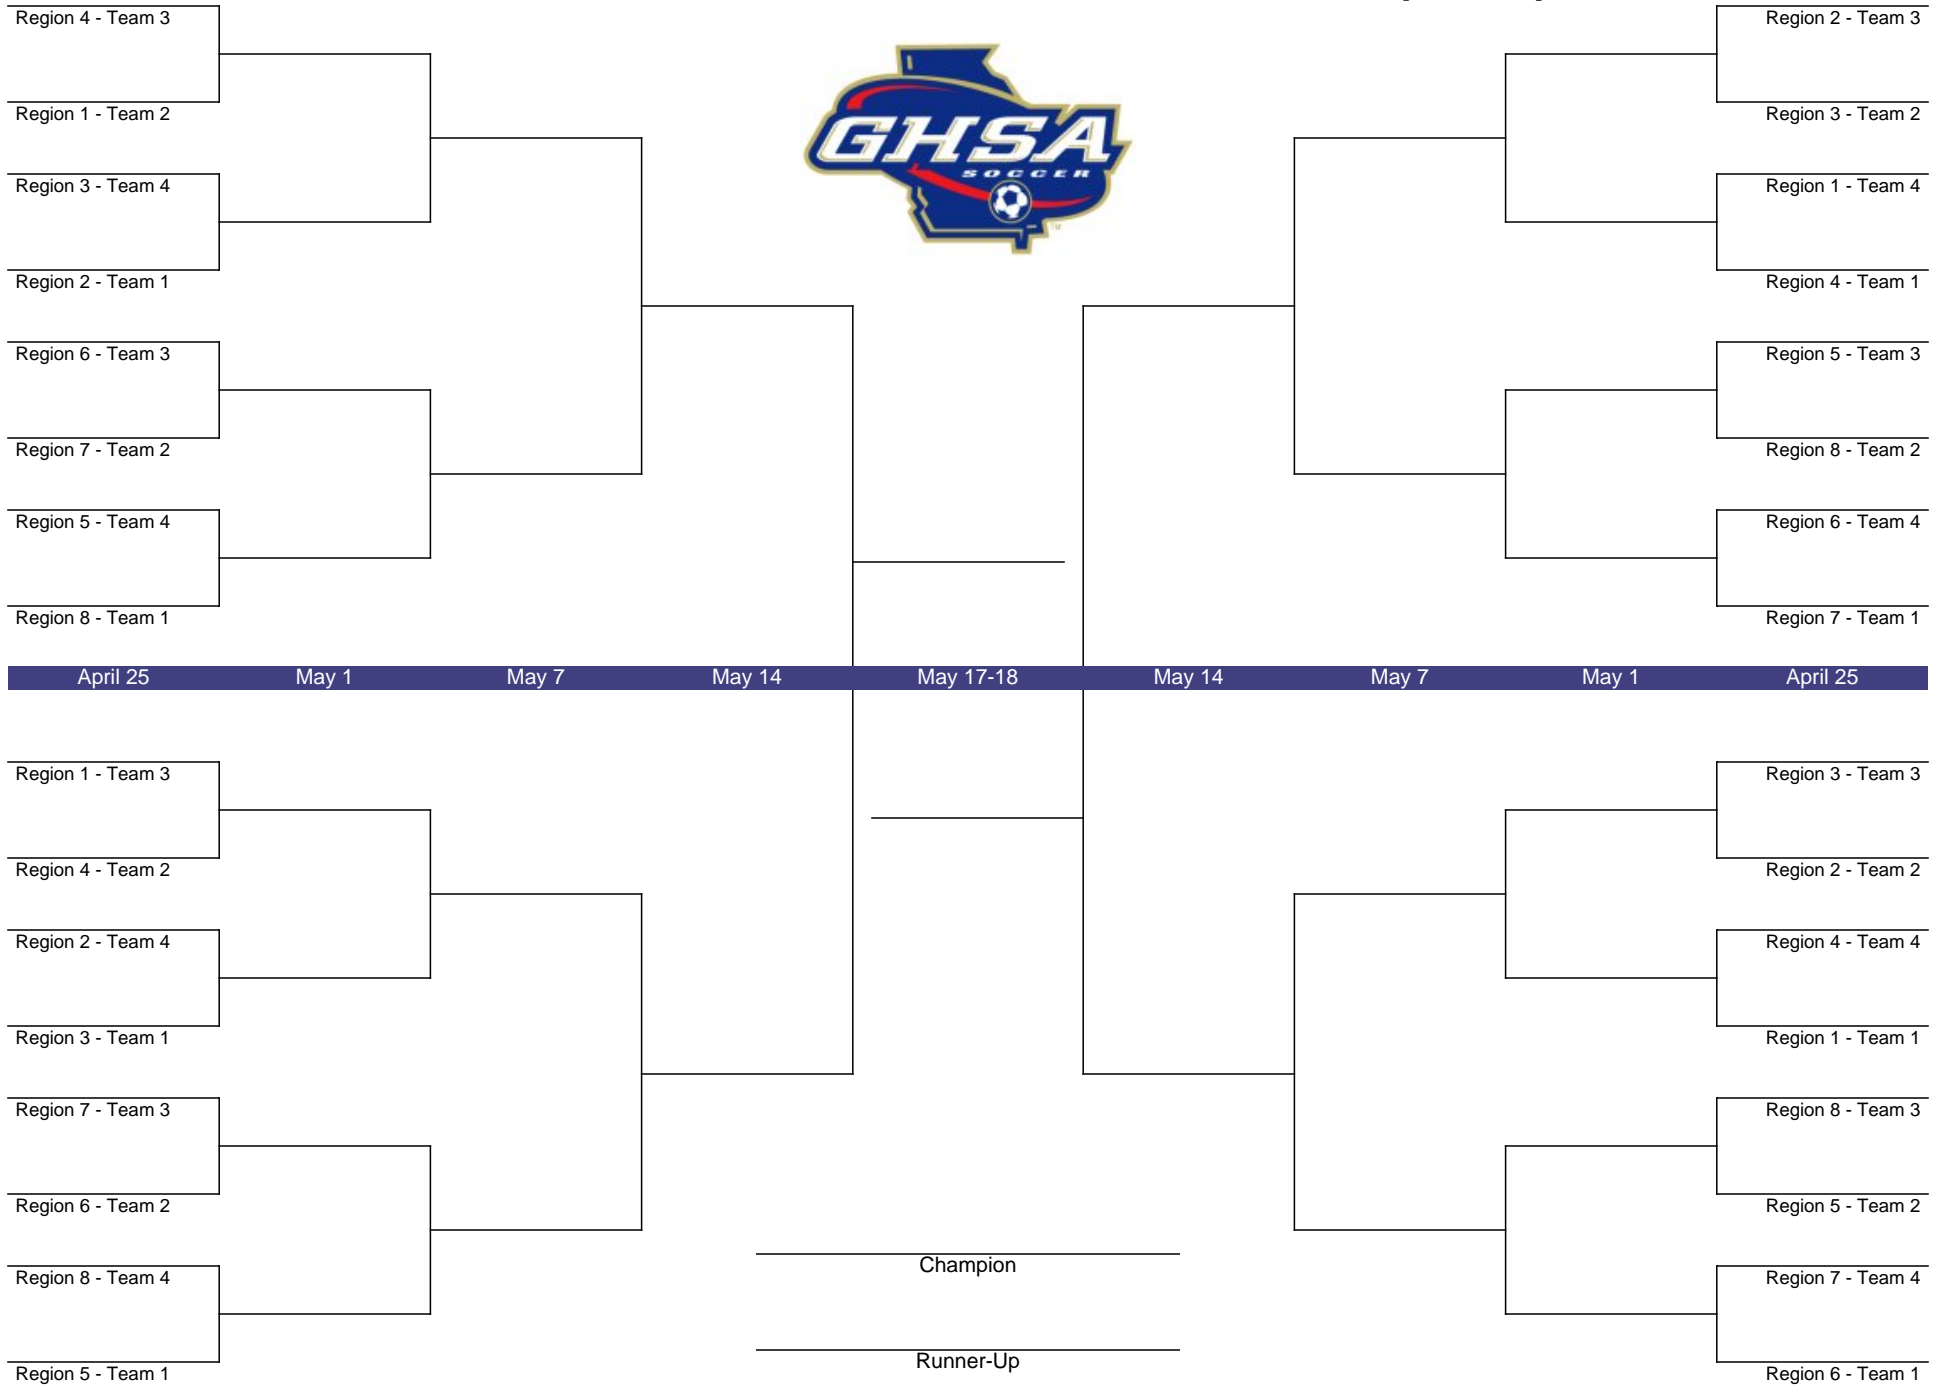 Region 4 - Team 3
Region 1 - Team 2
Region 3 - Team 4
Region 2 - Team 1
Region 6 - Team 3
Region 7 - Team 2
Region 5 - Team 4
Region 8 - Team 1
GHSA
SOCCER
TM
Region 2 - Team 3
Region 3 - Team 2
Region 1 - Team 4
Region 4 - Team 1
Region 5 - Team 3
Region 8 - Team 2
Region 6 - Team 4
Region 7 - Team 1
April 25 May 1 May 7 May 14 May 17-18 May 14 May 7 May 1 April 25
Region 1 - Team 3
Region 4 - Team 2
Region 2 - Team 4
Region 3 - Team 1
Region 7 - Team 3
Region 6 - Team 2
Region 8 - Team 4
Region 5 - Team 1
Champion
Runner-Up
Region 3 - Team 3
Region 2 - Team 2
Region 4 - Team 4
Region 1 - Team 1
Region 8 - Team 3
Region 5 - Team 2
Region 7 - Team 4
Region 6 - Team 1